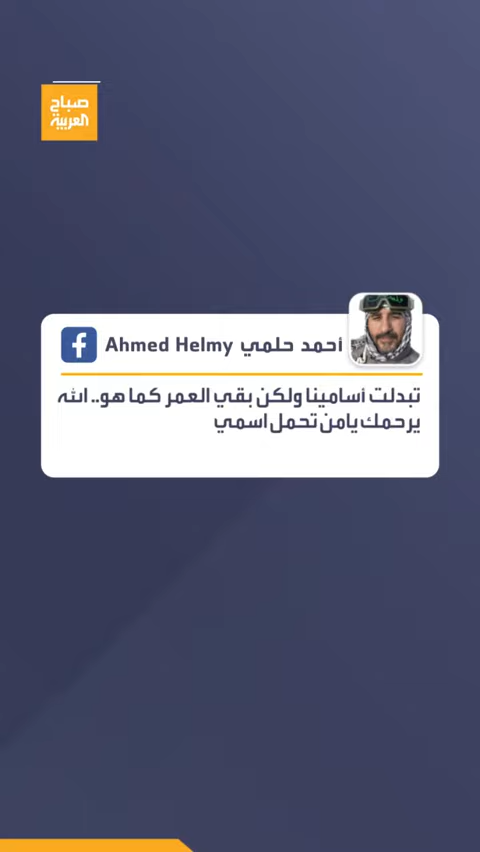 صباح
العربية
أحمد حلمي Ahmed Helmy
تبدلت أسامينا ولكن بقي العمر كما هو.. الله
يرحمك يامن تحمل اسمي